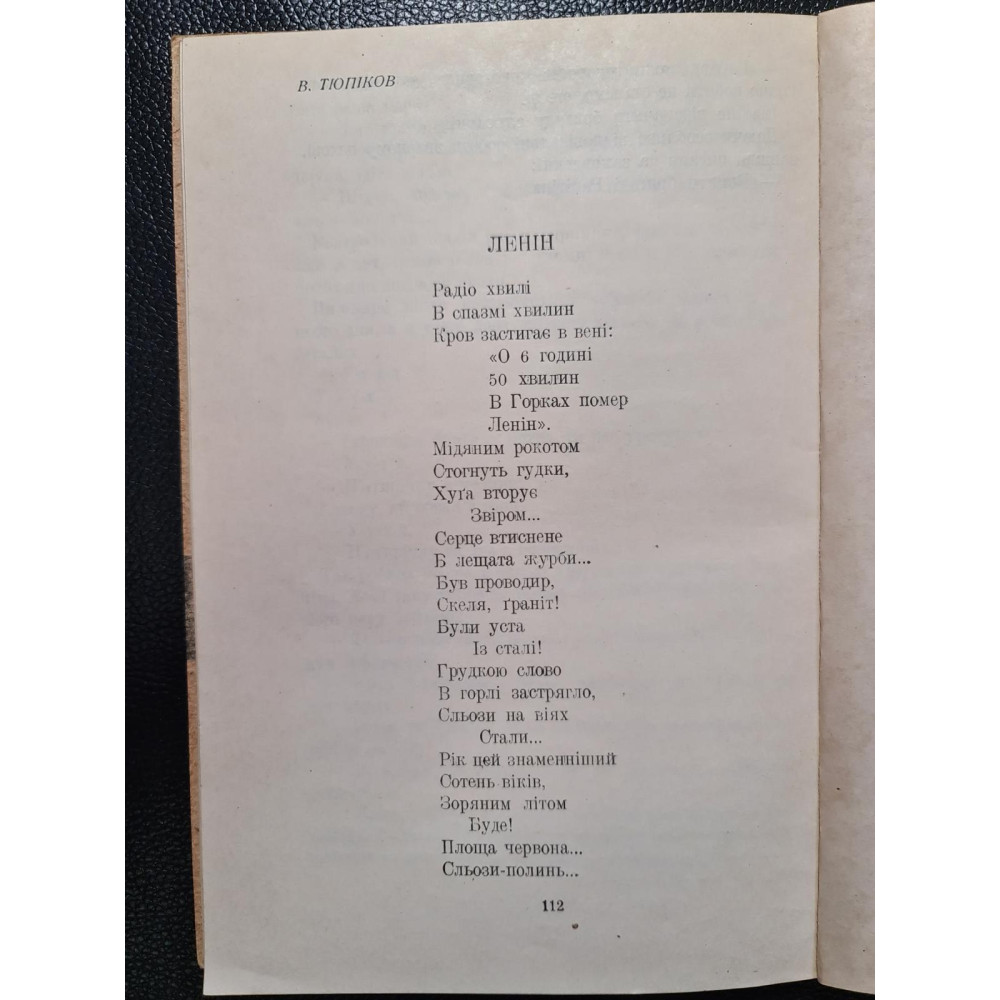 В. ТЮПІКОВ
ЛЕНІН
Радіо хвилі
В спазмі хвилин
Кров застигає в вені:
«О 6 годині
50 хвилин
В Горках помер
Ленін».
Мідяним рокотом
Стогнуть гудки,
Хуґа вторує
Звіром...
Серце втиснене
В лещата журби...
Був проводир,
Скеля, ґраніт!
Були уста
Із сталі!
Грудкою слово
В горлі застрягло,
Сльози на віях
Стали...
Рік цей знаменніший
Сотень віків,
Зоряним літом
Буде!
Площа червона...
Сльози-полинь...
112